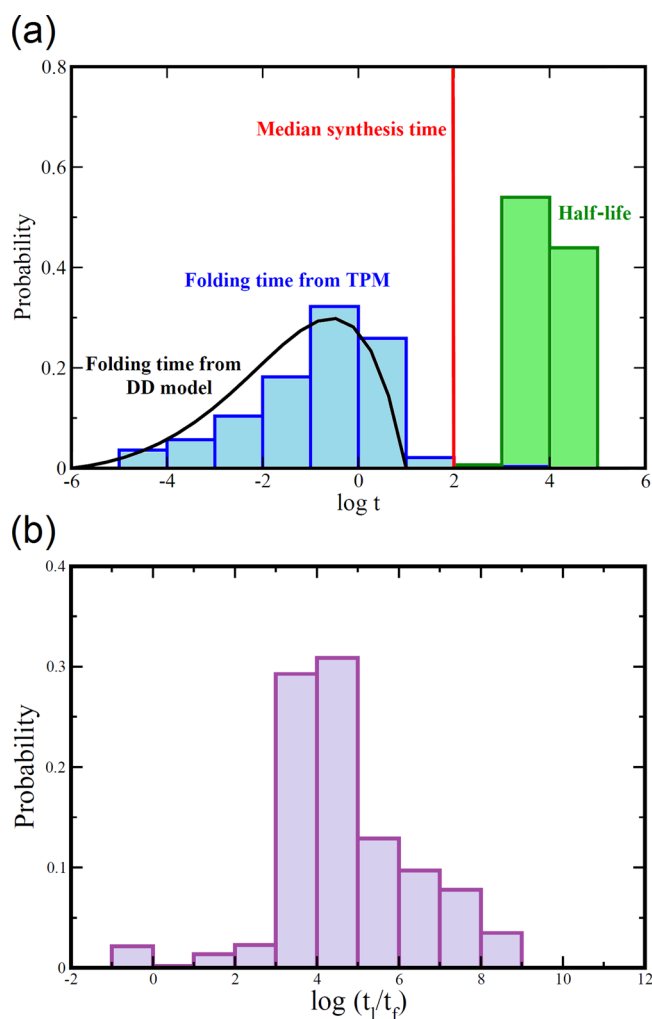 (a)
0.8
Median synthesis time
0.6
Half-life
Probability
0.4
Folding time from TPM
Folding time from
DD model
0.2
0
-6 -4 -2 0 2 4 6
log t
(b)
0.4
0.3
Probability
0.2
0.1
0
-2 0 2 4 6 8 10 12
log (t_l/t_f)